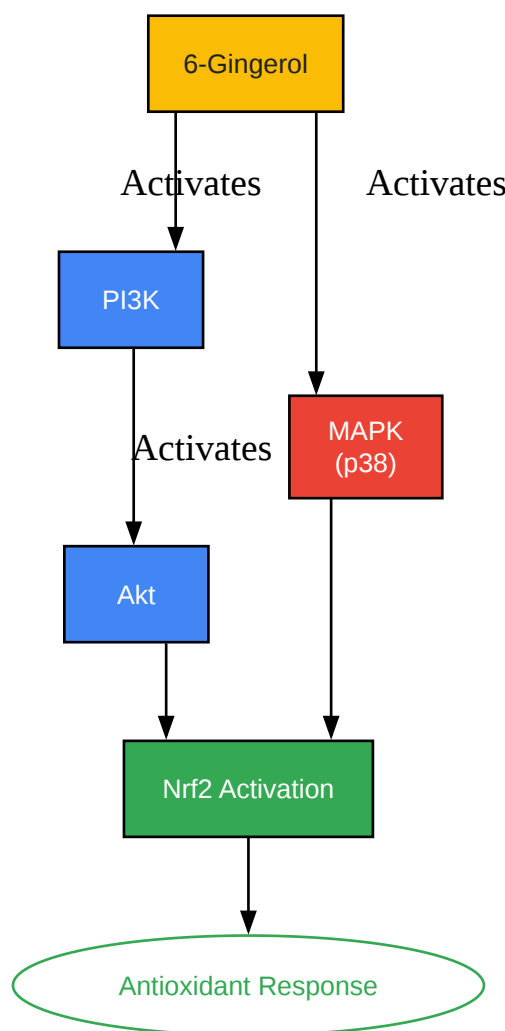 6-Gingerol
Activates
Activates
PI3K
MAPK
(p38)
Activates
Akt
Nrf2 Activation
Antioxidant Response